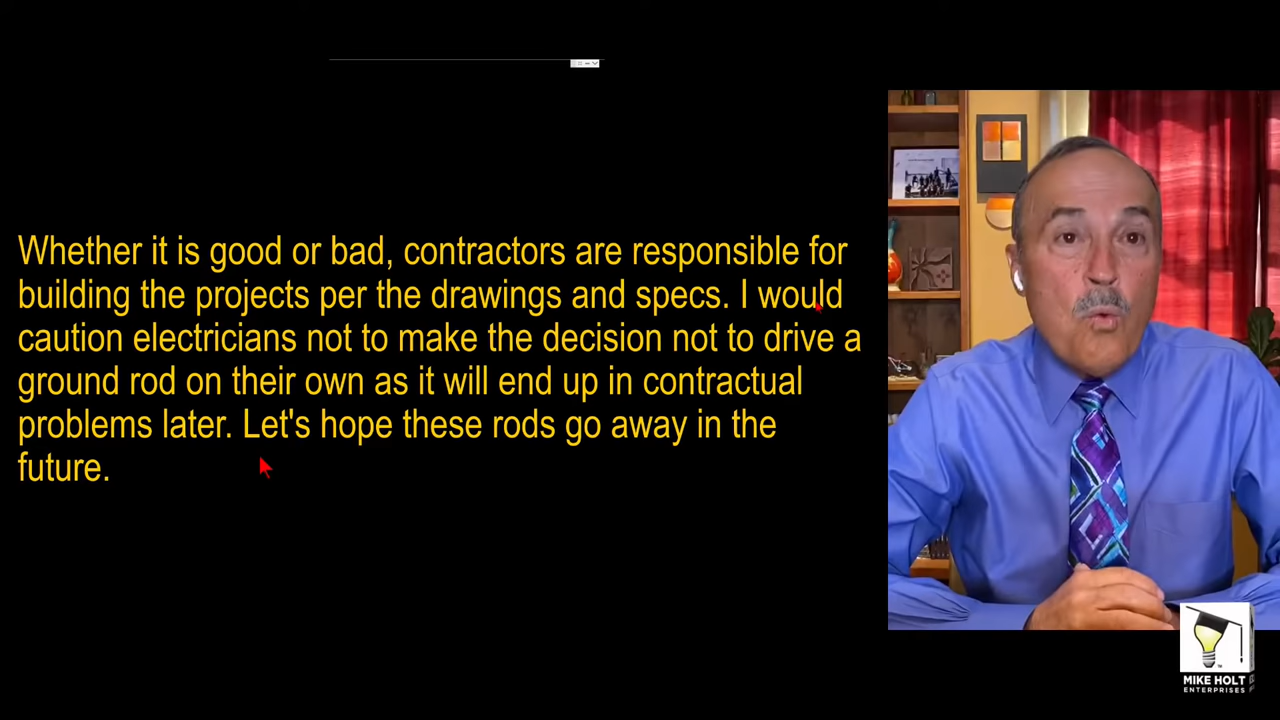 Whether it is good or bad, contractors are responsible for
building the projects per the drawings and specs. I would
caution electricians not to make the decision not to drive a
ground rod on their own as it will end up in contractual
problems later. Let's hope these rods go away in the
future.
MIKE HOLT
ENTERPRISES